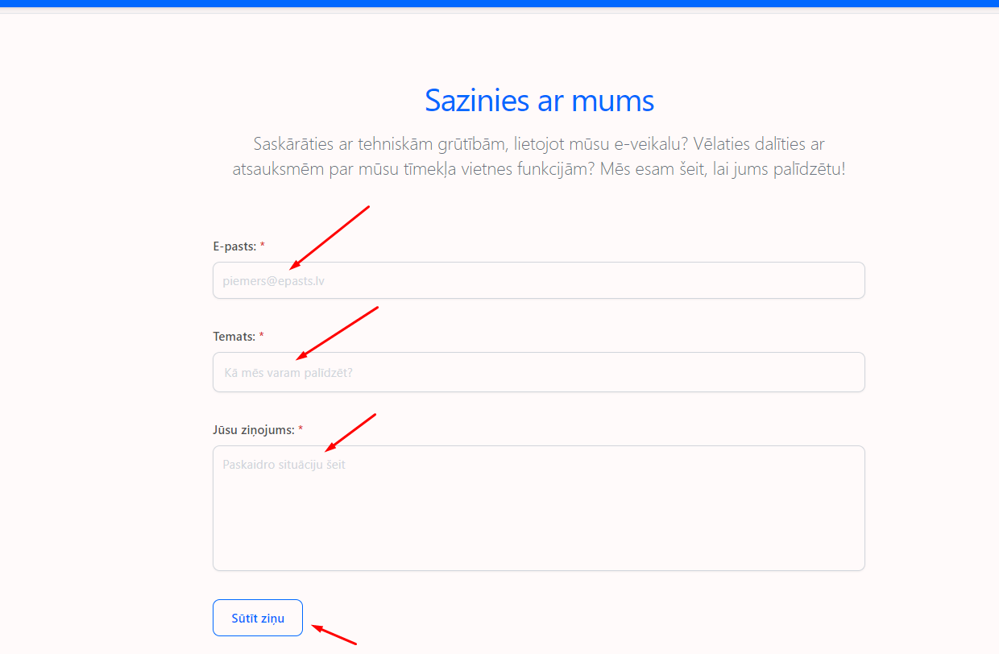 Sazinies ar mums
Saskārāties ar tehniskām grūtībām, lietojot mūsu e-veikalu? Vēlaties dalīties ar
atsauksmēm par mūsu tīmekļa vietnes funkcijām? Mēs esam šeit, lai jums palīdzētu!
E-pasts: *
piemers@epasts.lv
Temats: *
Kā mēs varam palīdzēt?
Jūsu ziņojums: *
Paskaidro situāciju šeit
Sūtīt ziņu